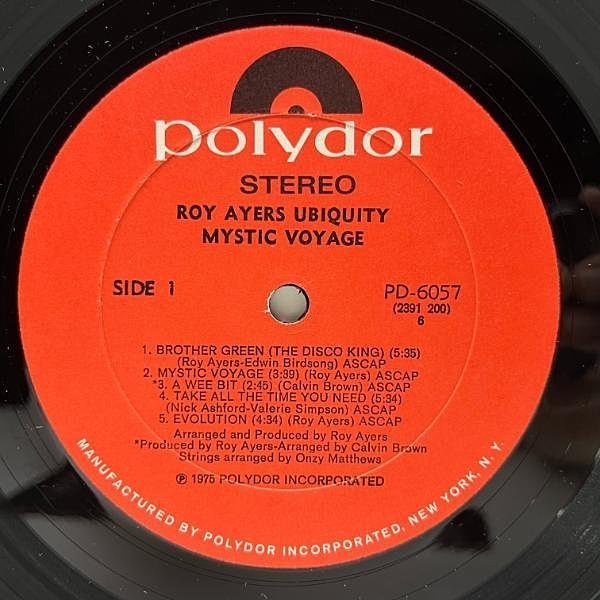 polydor
STEREO
ROY AYERS UBIQUITY
MYSTIC VOYAGE
SIDE 1
PD-6057
(2391 200)
6
1. BROTHER GREEN (THE DISCO KING) (5:35)
(Roy Ayers-Edwin Birdsong) ASCAP
2. MYSTIC VOYAGE (3:39) (Roy Ayers) ASCAP
*3. A WEE BIT (2:45) (Calvin Brown) ASCAP
4. TAKE ALL THE TIME YOU NEED (5:34)
(Nick Ashford-Valerie Simpson) ASCAP
5. EVOLUTION (4:34) (Roy Ayers) ASCAP
Arranged and Produced by Roy Ayers
*Produced by Roy Ayers-Arranged by Calvin Brown
Strings arranged by Onzy Matthews
℗ 1975 POLYDOR INCORPORATED
MANUFACTURED BY POLYDOR INCORPORATED, NEW YORK, N. Y.